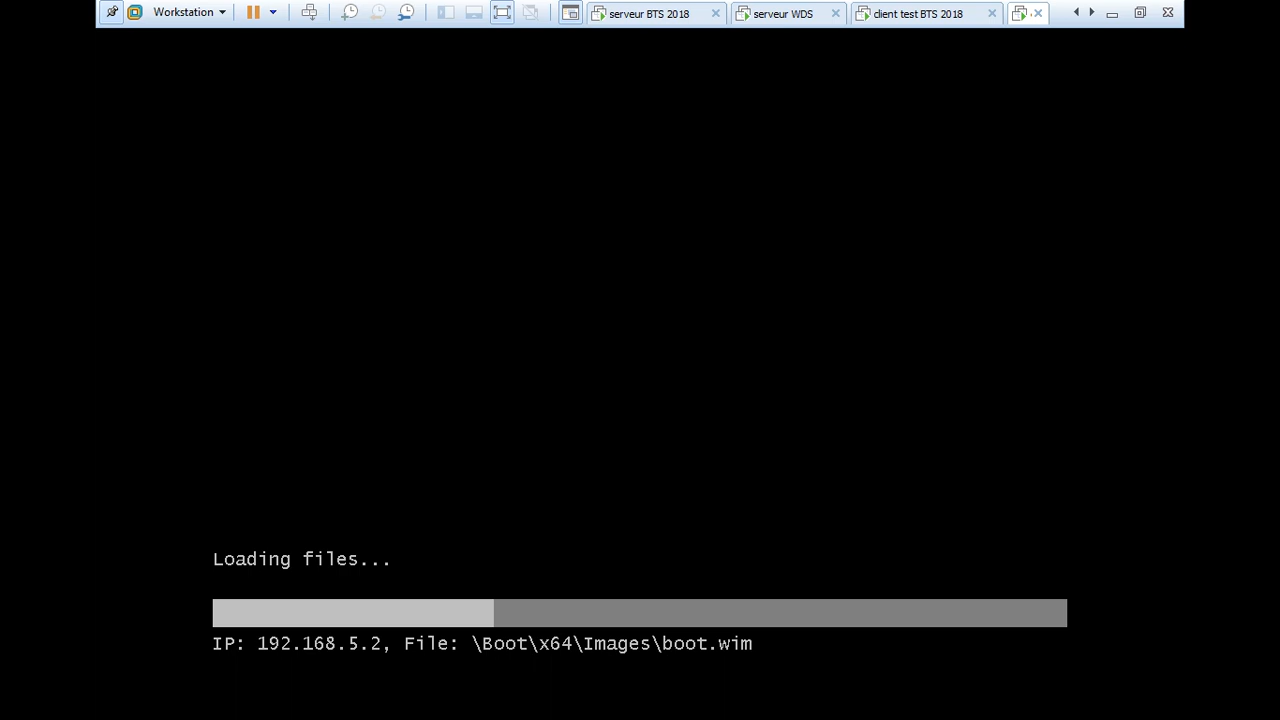 Workstation
serveur BTS 2018
serveur WDS
client test BTS 2018
Loading files...
IP: 192.168.5.2, File: \Boot\x64\Images\boot.wim